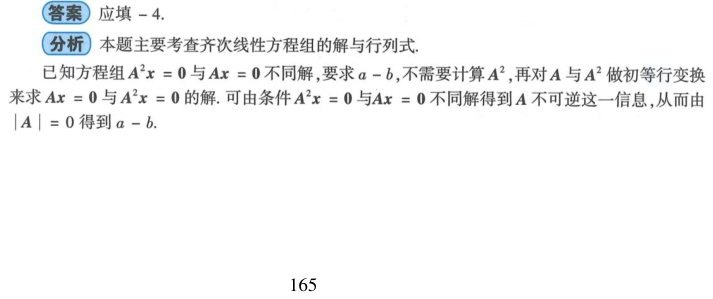 答案 应填 -4.
分析 本题主要考查齐次线性方程组的解与行列式.
已知方程组 A²x = 0 与 Ax = 0 不同解,要求 a - b,不需要计算 A²,再对 A 与 A² 做初等行变换
来求 Ax = 0 与 A²x = 0 的解. 可由条件 A²x = 0 与Ax = 0 不同解得到 A 不可逆这一信息,从而由
|A| = 0 得到 a - b.
165